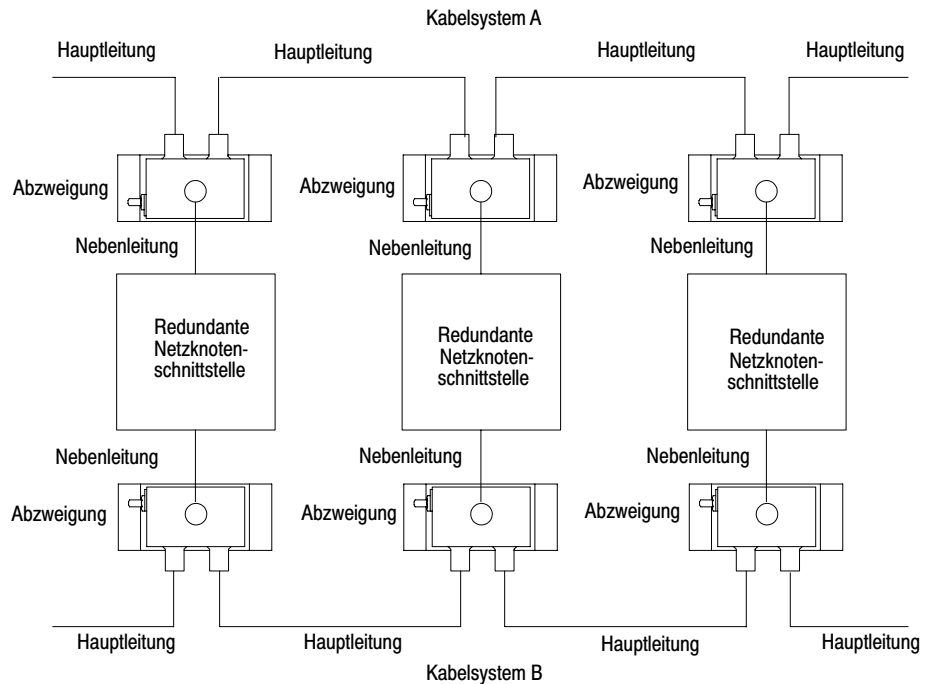 Kabelsystem A
Hauptleitung
Hauptleitung
Hauptleitung
Hauptleitung
Abzweigung
Abzweigung
Abzweigung
Nebenleitung
Nebenleitung
Nebenleitung
Redundante
Netzknoten-
schnittstelle
Redundante
Netzknoten-
schnittstelle
Redundante
Netzknoten-
schnittstelle
Nebenleitung
Nebenleitung
Nebenleitung
Abzweigung
Abzweigung
Abzweigung
Hauptleitung
Hauptleitung
Hauptleitung
Hauptleitung
Kabelsystem B